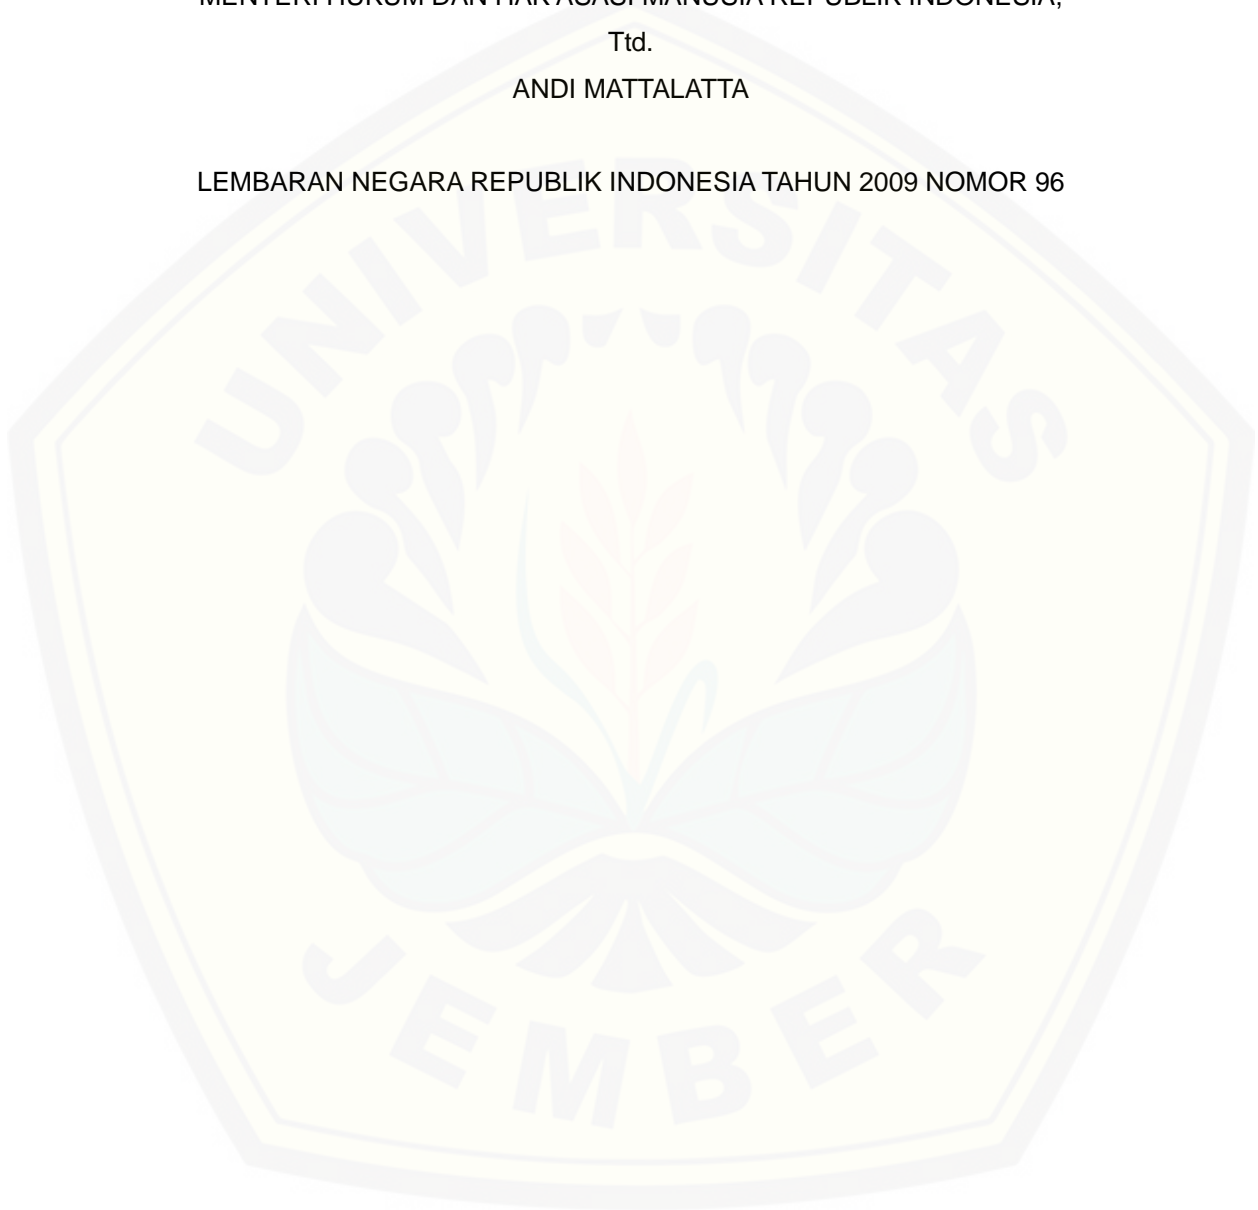 MENTERI HUKUM DAN HAK ASASI MANUSIA REPUBLIK INDONESIA,
Ttd.
ANDI MATTALATTA
LEMBARAN NEGARA REPUBLIK INDONESIA TAHUN 2009 NOMOR 96
UNIVERSITAS
JEMBER